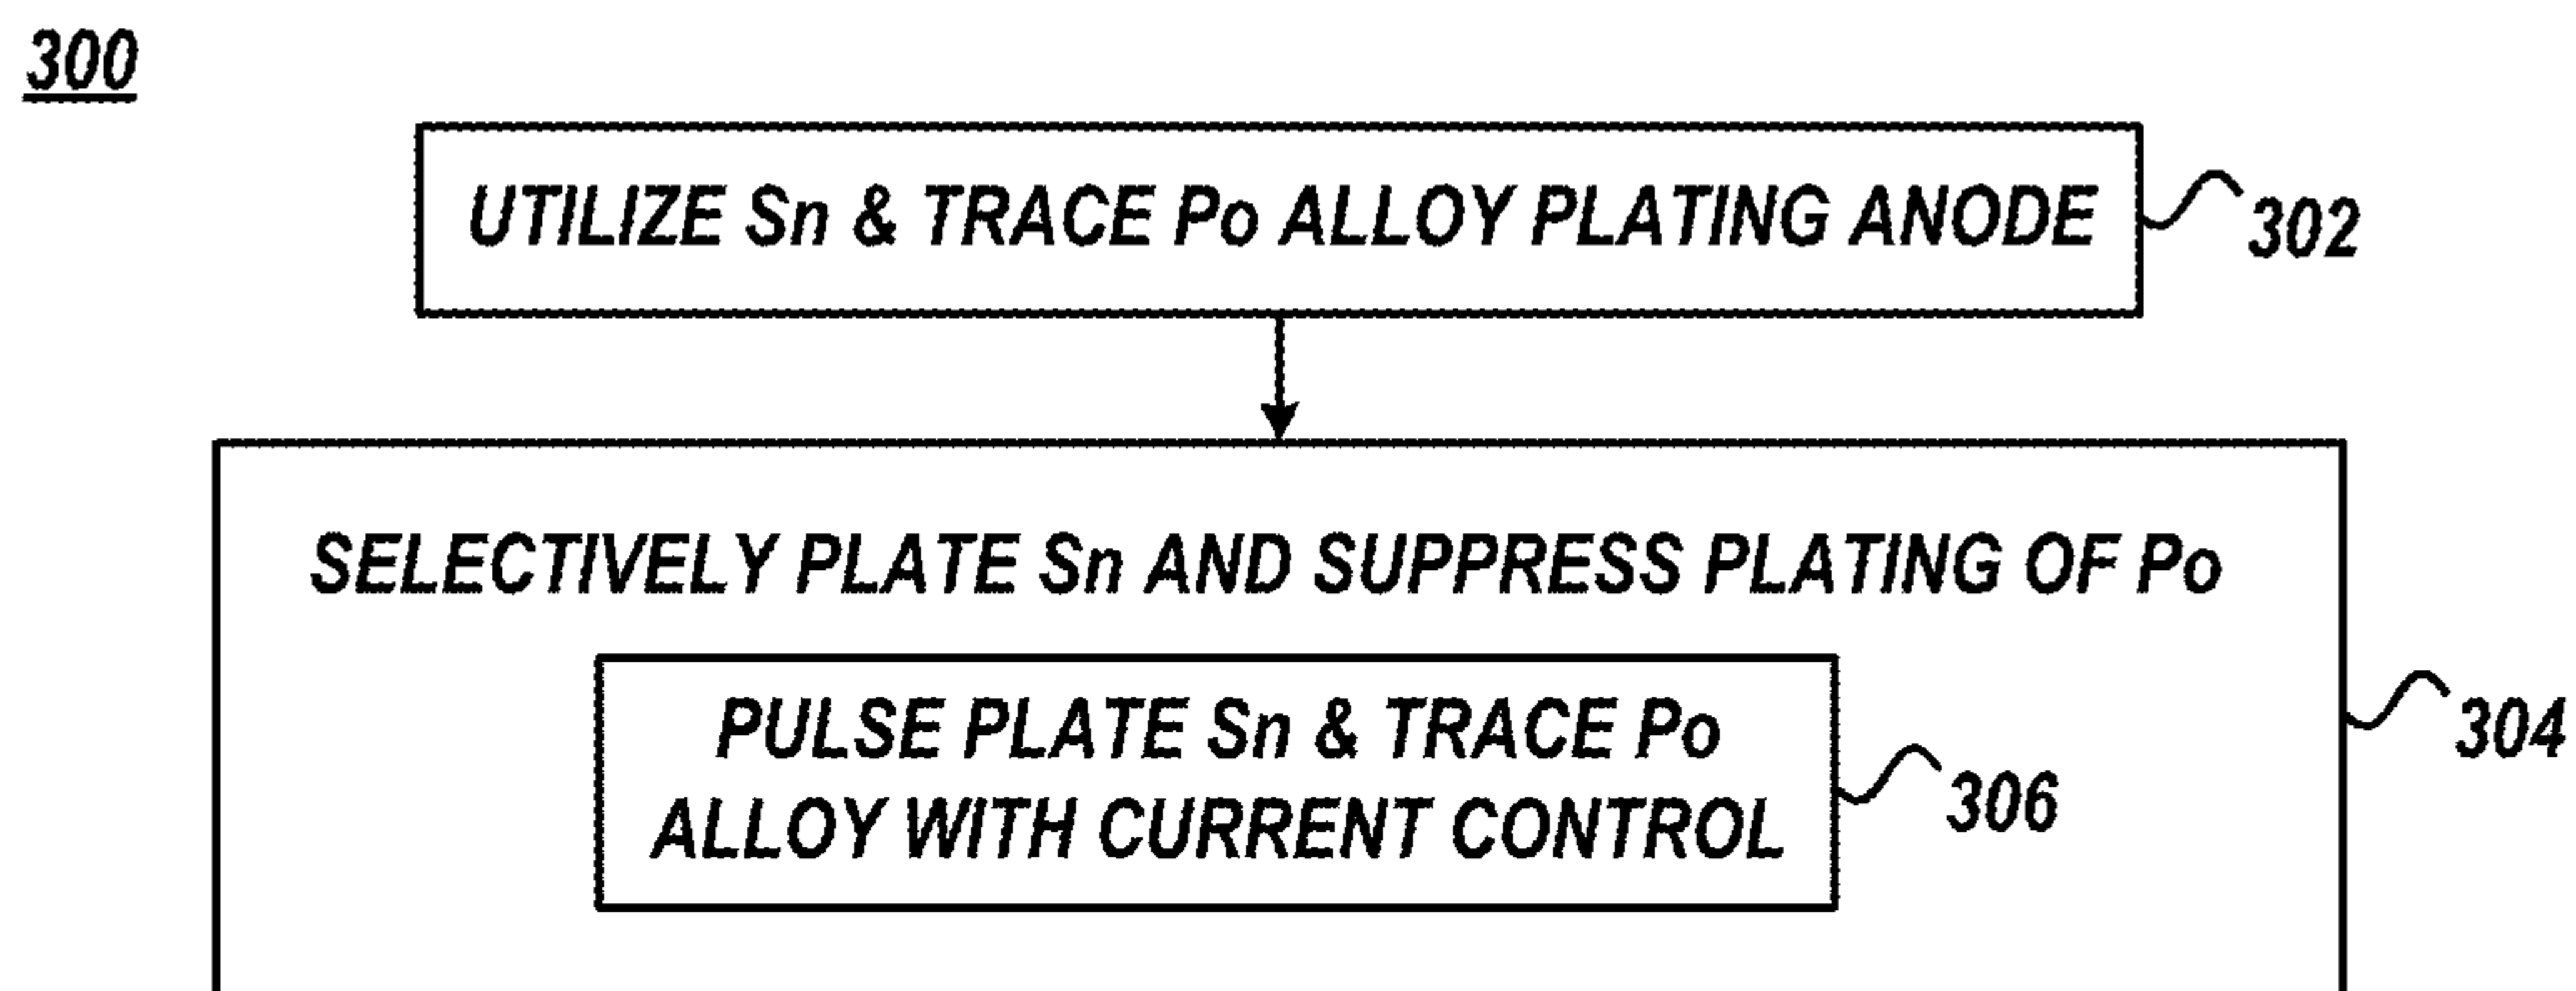 300
UTILIZE Sn & TRACE Po ALLOY PLATING ANODE
302
SELECTIVELY PLATE Sn AND SUPPRESS PLATING OF Po
304
PULSE PLATE Sn & TRACE Po
ALLOY WITH CURRENT CONTROL
306